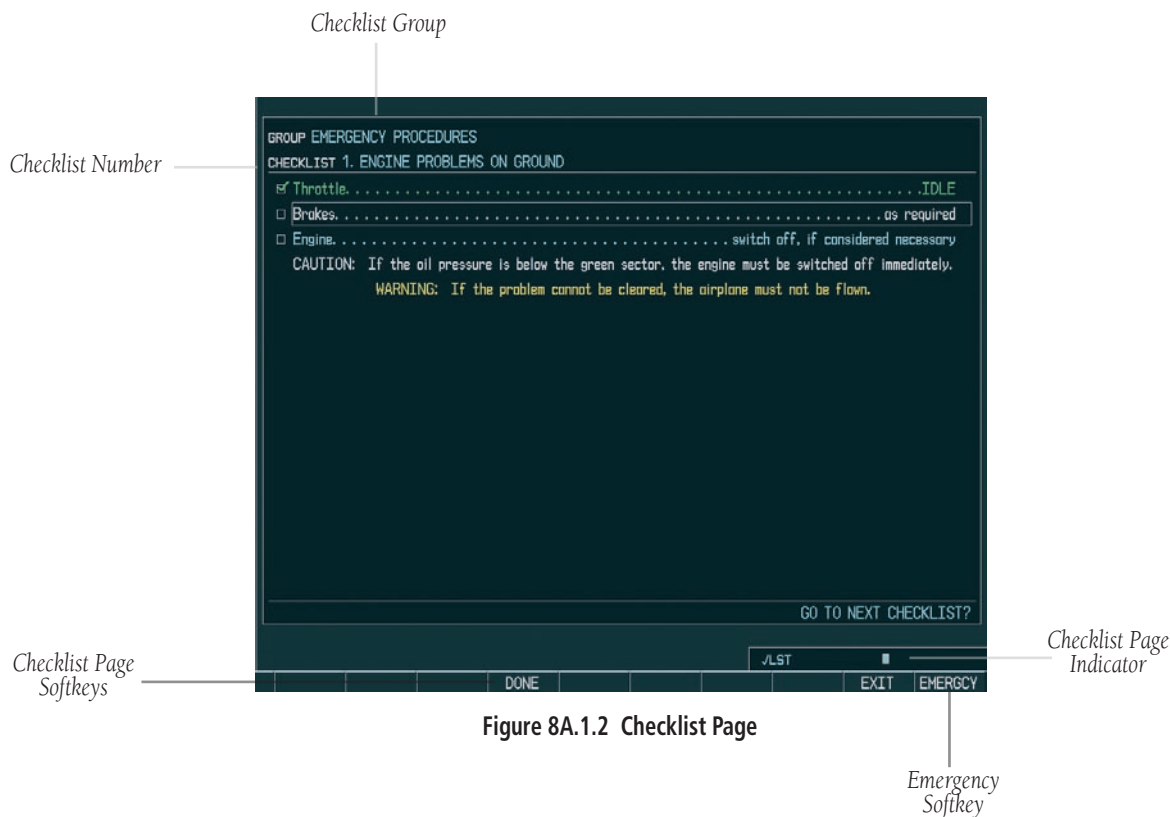 Checklist Group
GROUP EMERGENCY PROCEDURES
Checklist Number
CHECKLIST 1. ENGINE PROBLEMS ON GROUND
Throttle. . . . . . . . . . . . . . . . . . . . . . . . . . . . . . . . . . . . . . . . . . . . . . . . . . . . . . . . . . . .IDLE
Brakes. . . . . . . . . . . . . . . . . . . . . . . . . . . . . . . . . . . . . . . . . . . . . . . . . . . . . . . . as required
Engine. . . . . . . . . . . . . . . . . . . . . . . . . . . . . . . . . . . . . . . . switch off, if considered necessary
CAUTION: If the oil pressure is below the green sector, the engine must be switched off immediately.
WARNING: If the problem cannot be cleared, the airplane must not be flown.
GO TO NEXT CHECKLIST?
✓LST
Checklist Page
Indicator
Checklist Page
Softkeys
DONE EXIT EMERGCY
Figure 8A.1.2 Checklist Page
Emergency
Softkey